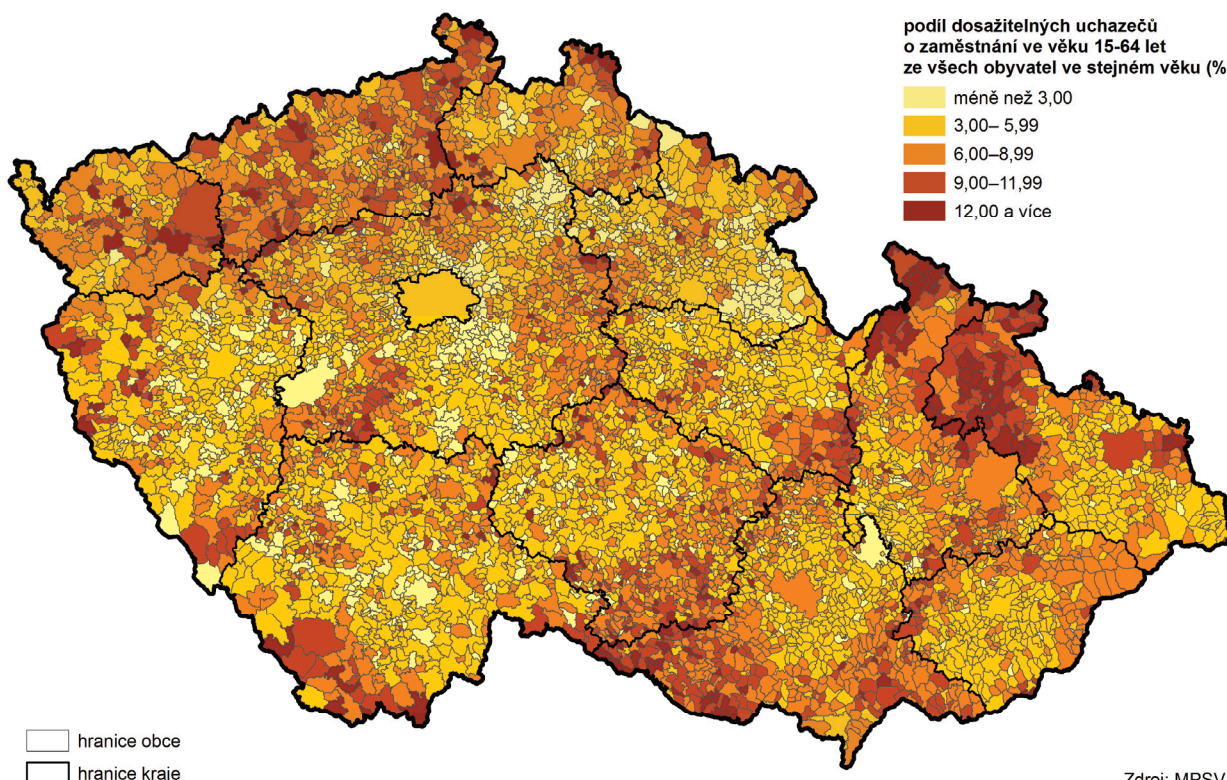 podíl dosažitelných uchazečů
o zaměstnání ve věku 15-64 let
ze všech obyvatel ve stejném věku (%
méně než 3,00
3,00– 5,99
6,00–8,99
9,00–11,99
12,00 a více
hranice obce
hranice kraje
Zdroj: MPSV